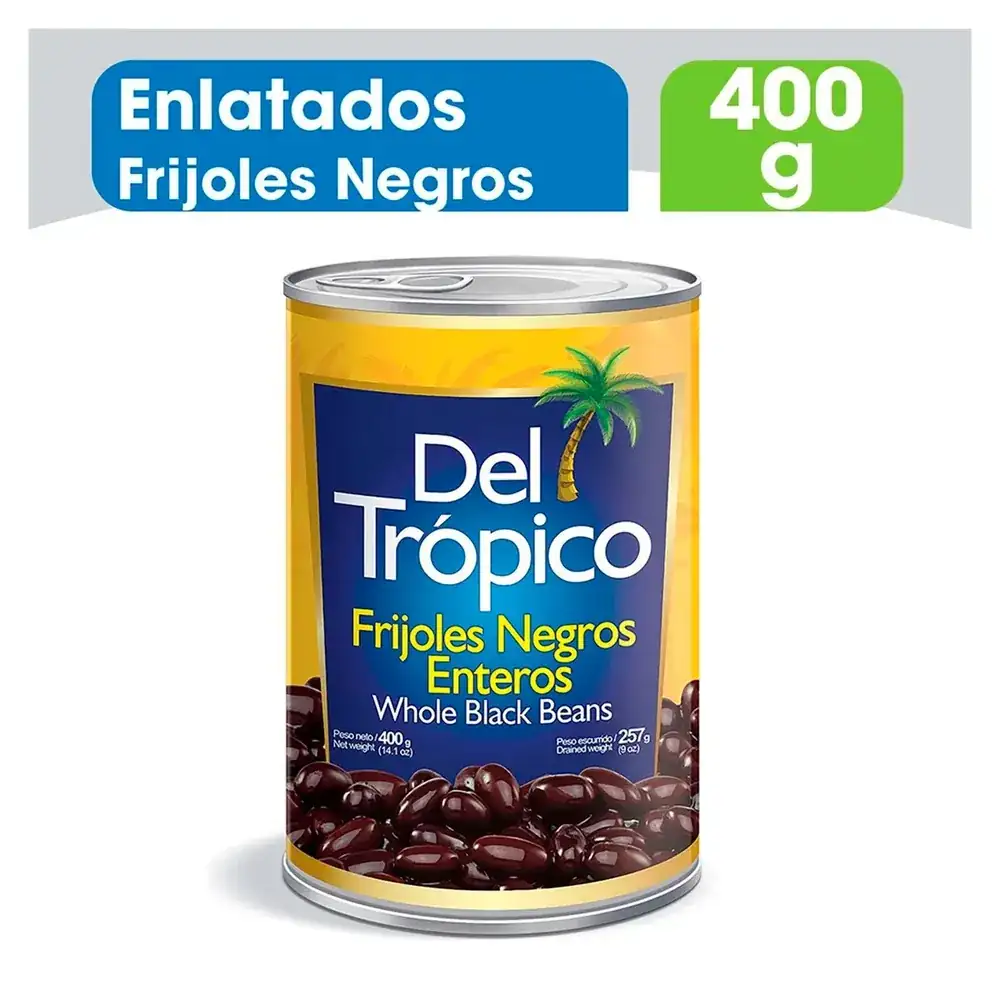 Enlatados
Frijoles Negros
400
g
Del
Trópico
Frijoles Negros
Enteros
Whole Black Beans
Peso neto / 400 g
Net weight (14.1 oz)
Peso escurrido / 257 g
Drained weight (9 oz)